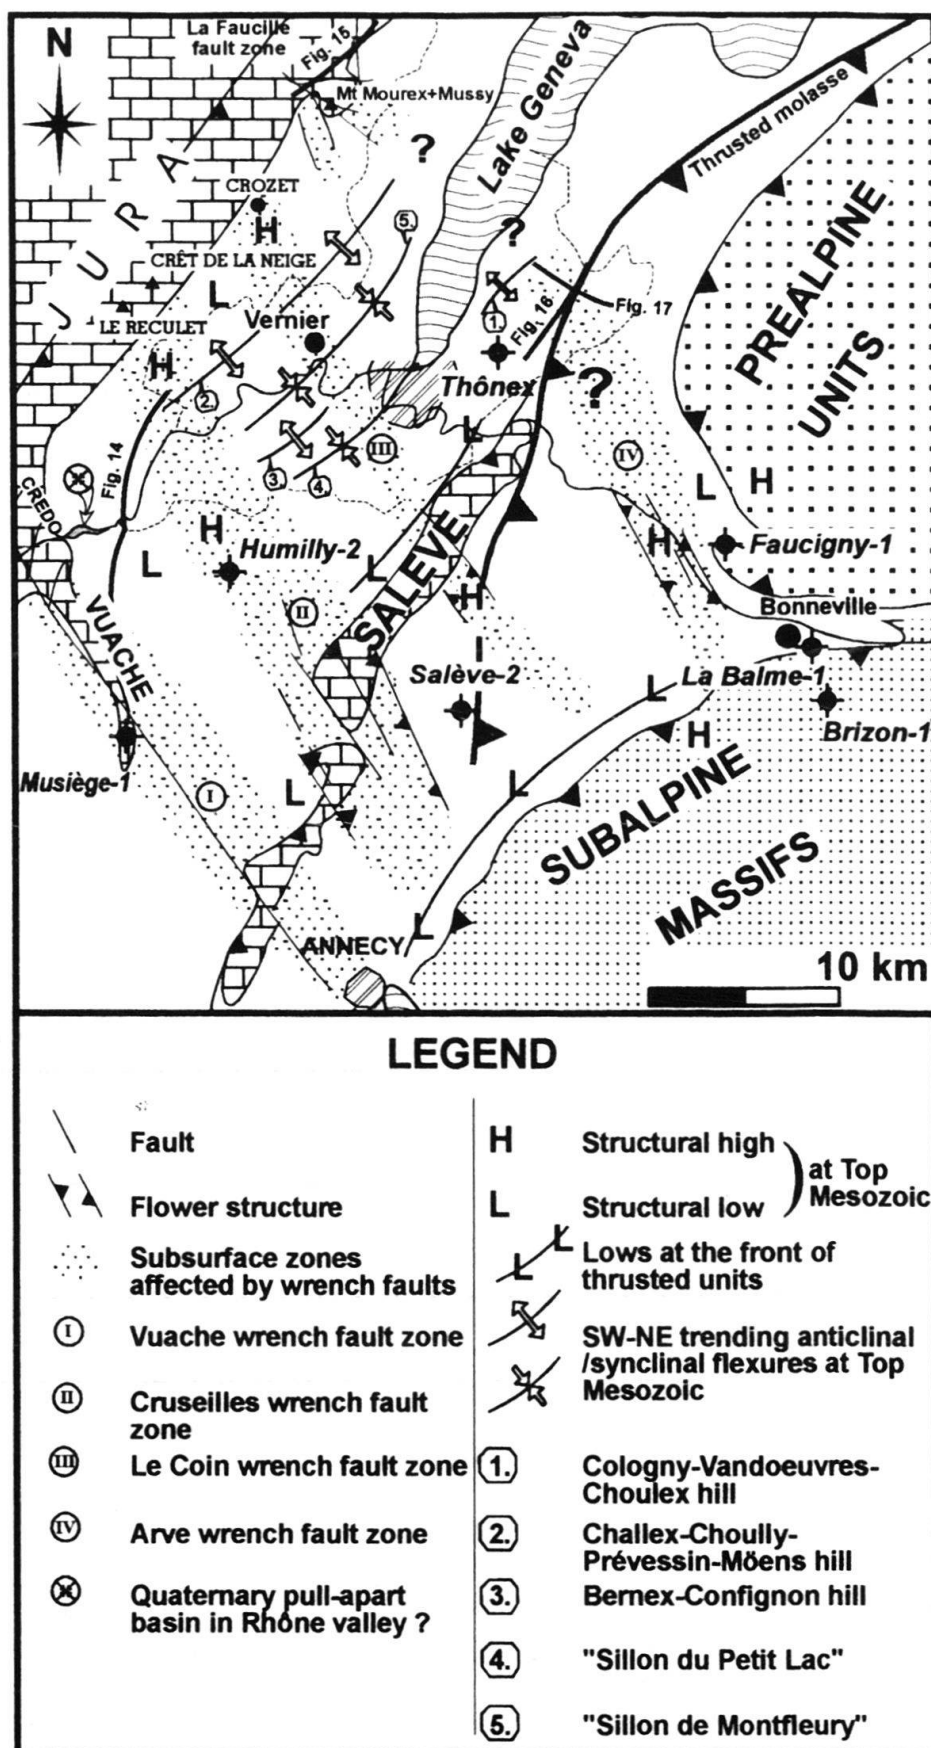 La Faucille
fault zone
Fig. 15
N
Mt Mourex+Mussy
?
Lake Geneva
Thrusted molasse
JURA
CROZET
H
5.
?
CRÊT DE LA NEIGE
L
Vernier
LE RECULET
H
1.
Fig. 16
Fig. 17
PREALPINE
UNITS
Thônex
?
2.
L
III
IV
3.
4.
Fig. 14
CREDO
L
H
H
Humilly-2
H
Faucigny-1
L
L
SALÈVE
VUACHE
II
H
Bonneville
L
Salève-2
L
La Balme-1
H
Brizon-1
Musiège-1
I
L
L
SUBALPINE
MASSIFS
L
ANNECY
10 km
LEGEND
Fault
Flower structure
Subsurface zones
affected by wrench faults
I Vuache wrench fault zone
II Cruseilles wrench fault
zone
III Le Coin wrench fault zone
IV Arve wrench fault zone
Quaternary pull-apart
basin in Rhône valley ?
H Structural high
L Structural low
at Top
Mesozoic
L L Lows at the front of
thrusted units
SW-NE trending anticlinal
/synclinal flexures at Top
Mesozoic
1. Cologny-Vandoeuvres-
Choulex hill
2. Challex-Choully-
Prévessin-Möens hill
3. Bernex-Confignon hill
4. "Sillon du Petit Lac"
5. "Sillon de Montfleury"